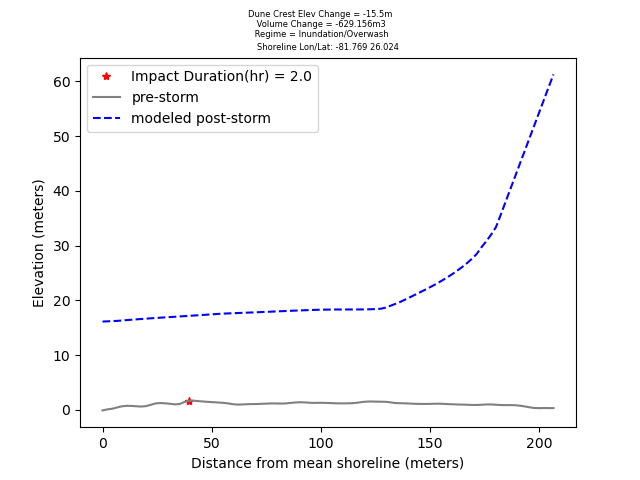 Dune Crest Elev Change = -15.5m
Volume Change = -629.156m3
Regime = Inundation/Overwash
Shoreline Lon/Lat: -81.769 26.024
Impact Duration(hr) = 2.0
pre-storm
modeled post-storm
Elevation (meters)
60
50
40
30
20
10
0
0 50 100 150 200
Distance from mean shoreline (meters)